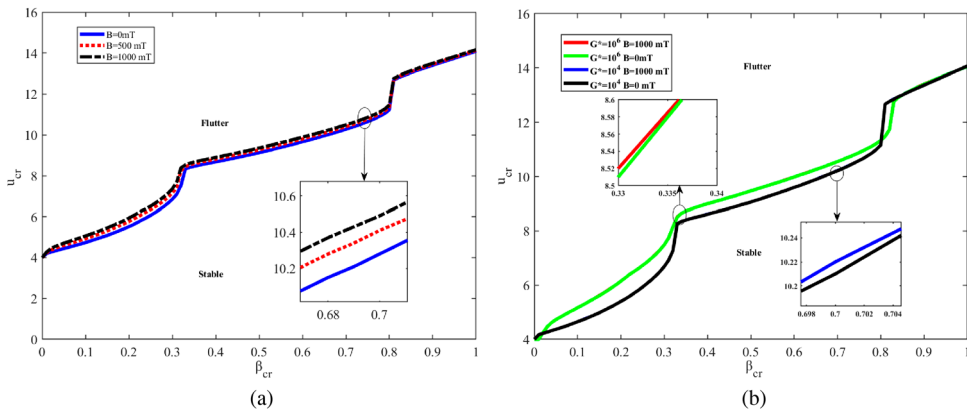 (a)
16
14
12
10
8
6
4
2
0
u_cr
B=0mT
B=500 mT
B=1000 mT
Flutter
Stable
10.6
10.4
10.2
0.68 0.7
0 0.1 0.2 0.3 0.4 0.5 0.6 0.7 0.8 0.9 1
β_cr
(a)
(b)
16
14
12
10
8
6
4
u_cr
G*=10^6 B=1000 mT
G*=10^6 B=0mT
G*=10^4 B=1000 mT
G*=10^4 B=0 mT
Flutter
Stable
8.6
8.58
8.56
8.54
8.52
8.5
0.33 0.335 0.34
10.24
10.22
10.2
0.698 0.7 0.702 0.704
0 0.1 0.2 0.3 0.4 0.5 0.6 0.7 0.8 0.9 1
β_cr
(b)